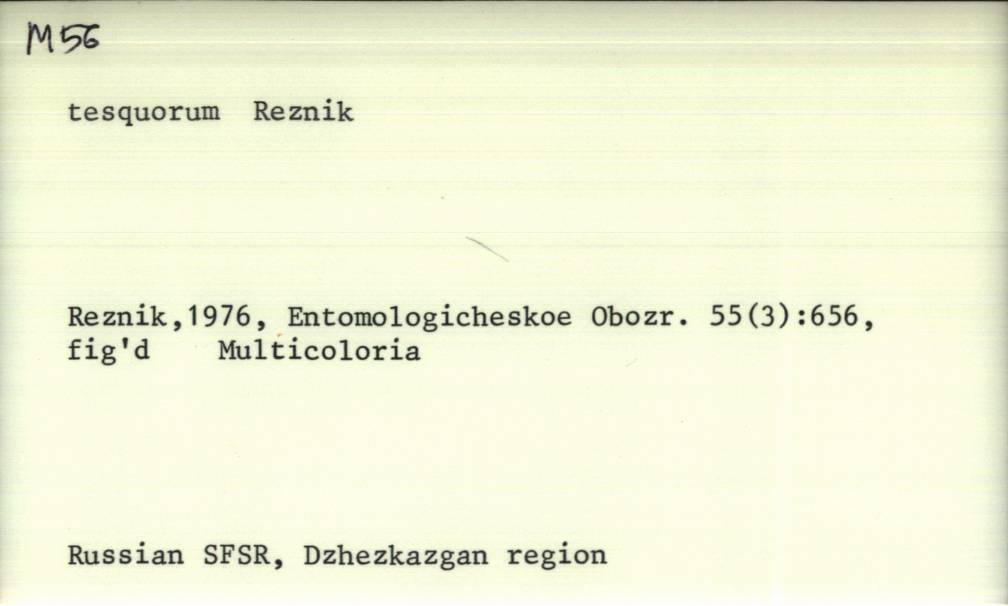 M56
tesquorum Reznik
Reznik,1976, Entomologicheskoe Obozr. 55(3):656,
fig'd Multicoloria
Russian SFSR, Dzhezkazgan region